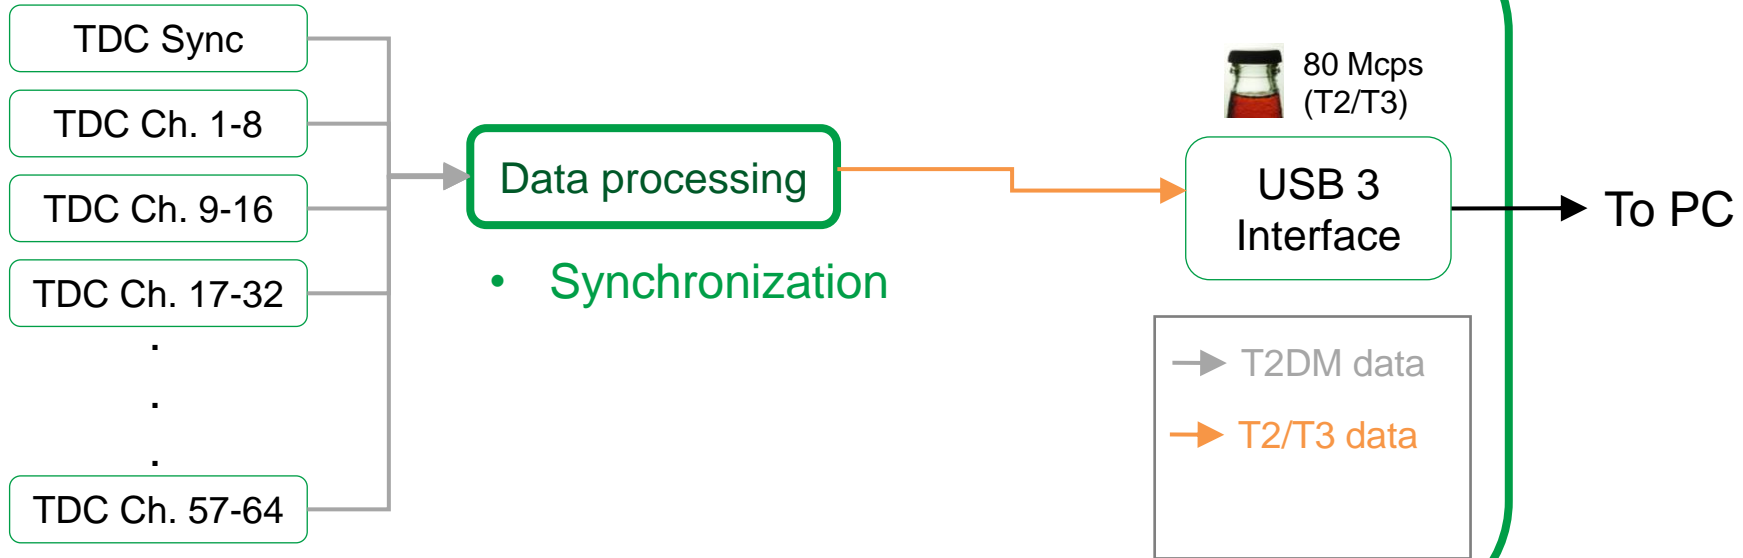 TDC Sync
TDC Ch. 1-8
TDC Ch. 9-16
TDC Ch. 17-32
.
.
.
TDC Ch. 57-64
Data processing
• Synchronization
80 Mcps
(T2/T3)
USB 3
Interface
To PC
T2DM data
T2/T3 data